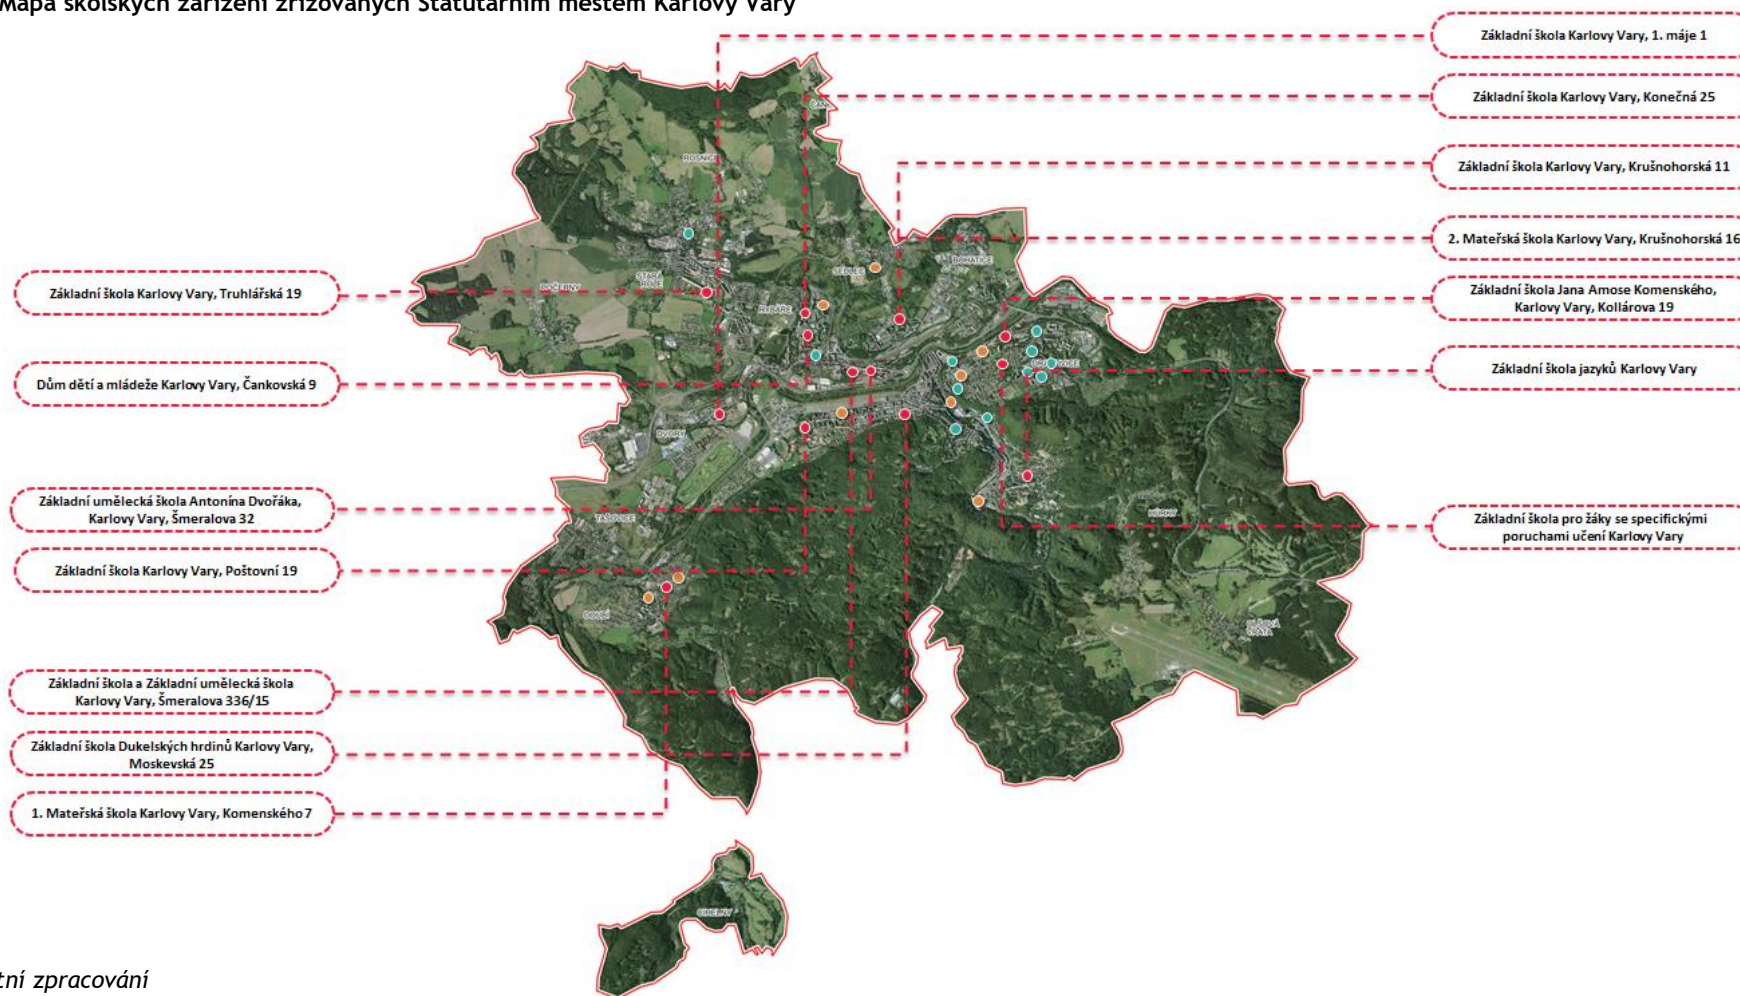 Mapa školských zařízení zřizovaných Statutárním městem Karlovy Vary
Základní škola Karlovy Vary, 1. máje 1
Základní škola Karlovy Vary, Konečná 25
Základní škola Karlovy Vary, Krušnohorská 11
2. Mateřská škola Karlovy Vary, Krušnohorská 16
Základní škola Jana Amose Komenského,
Karlovy Vary, Kollárova 19
Základní škola jazyků Karlovy Vary
Základní škola pro žáky se specifickými
poruchami učení Karlovy Vary
Základní škola Karlovy Vary, Truhlářská 19
Dům dětí a mládeže Karlovy Vary, Čankovská 9
Základní umělecká škola Antonína Dvořáka,
Karlovy Vary, Šmeralova 32
Základní škola Karlovy Vary, Poštovní 19
Základní škola a Základní umělecká škola
Karlovy Vary, Šmeralova 336/15
Základní škola Dukelských hrdinů Karlovy Vary,
Moskevská 25
1. Mateřská škola Karlovy Vary, Komenského 7
ROSNICE
STARÁ
ROLE
POČERNY
RYBÁŘE
SEDLEC
BOHATICE
DVORY
TAŠOVICE
DOUBÍ
HŮRKY
OLŠOVÁ
VRATA
CIHELNY
tní zpracování